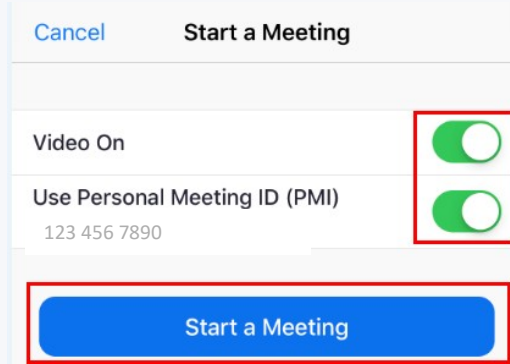 Cancel Start a Meeting
Video On
Use Personal Meeting ID (PMI)
123 456 7890
Start a Meeting